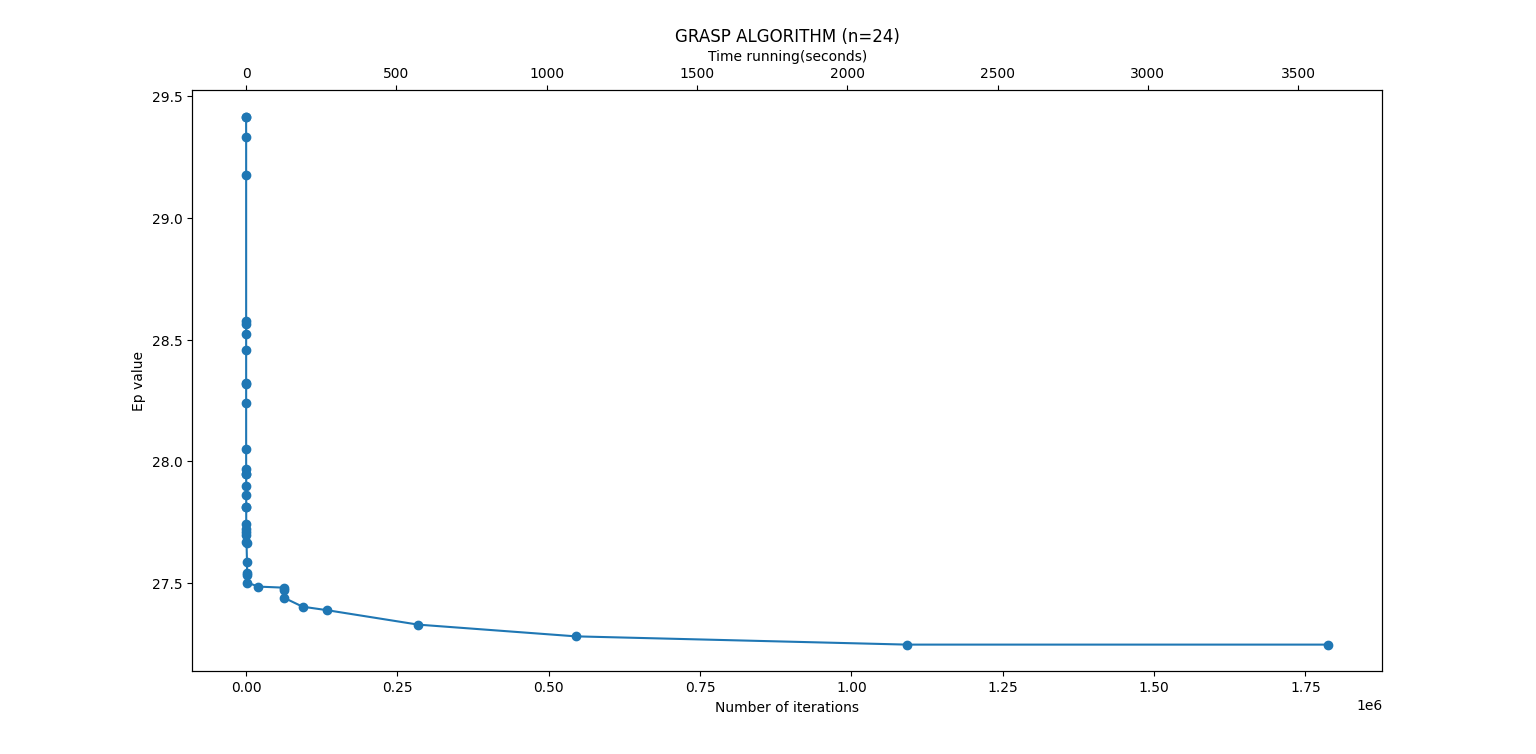 GRASP ALGORITHM (n=24)
Time running(seconds)
0 500 1000 1500 2000 2500 3000 3500
29.5
29.0
28.5
28.0
27.5
Ep value
0.00 0.25 0.50 0.75 1.00 1.25 1.50 1.75
1e6
Number of iterations